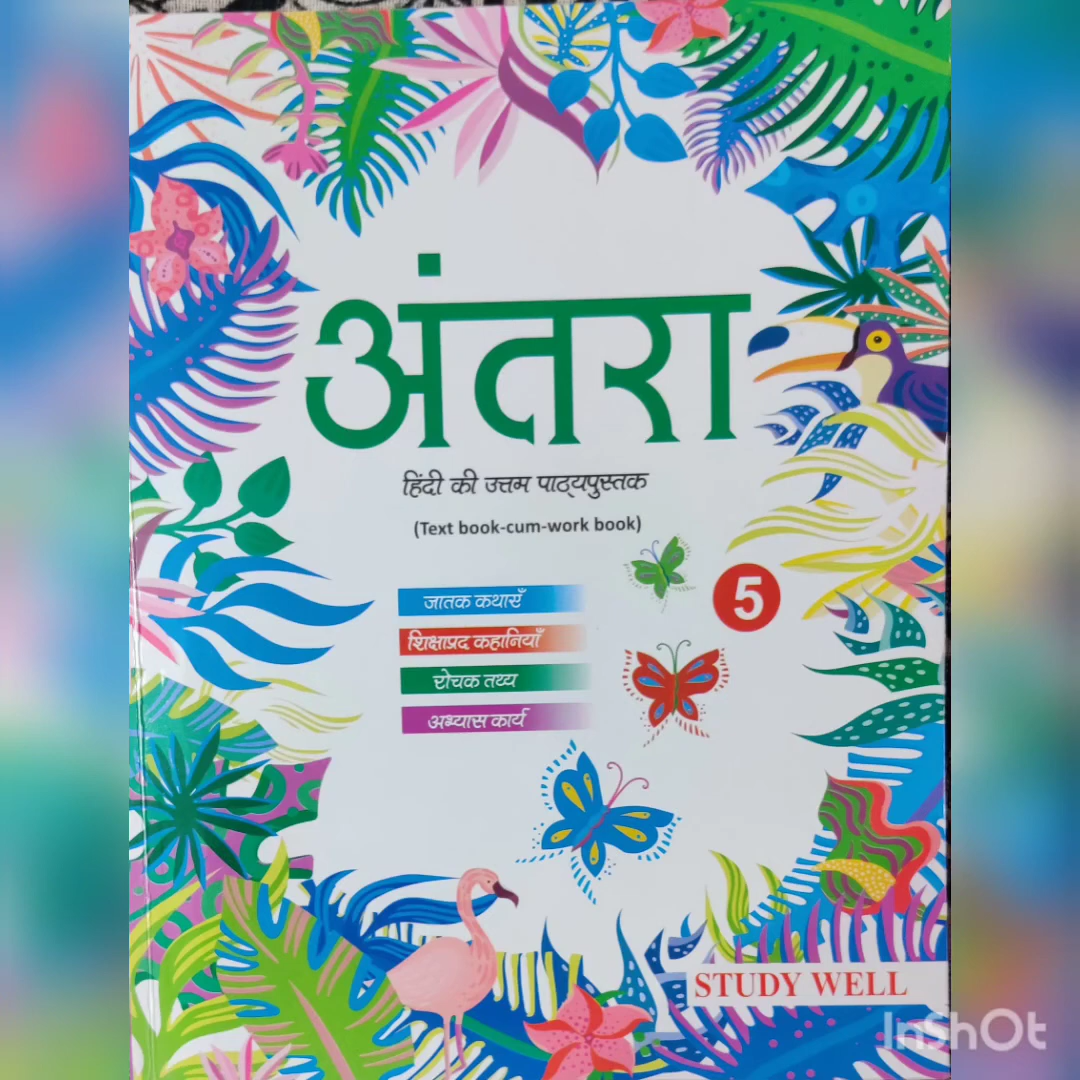 अंतरा
हिंदी की उत्तम पाठ्यपुस्तक
(Text book-cum-work book)
जातक कथाएँ
5
शिक्षाप्रद कहानियाँ
रोचक तथ्य
अभ्यास कार्य
STUDY WELL
InShOt